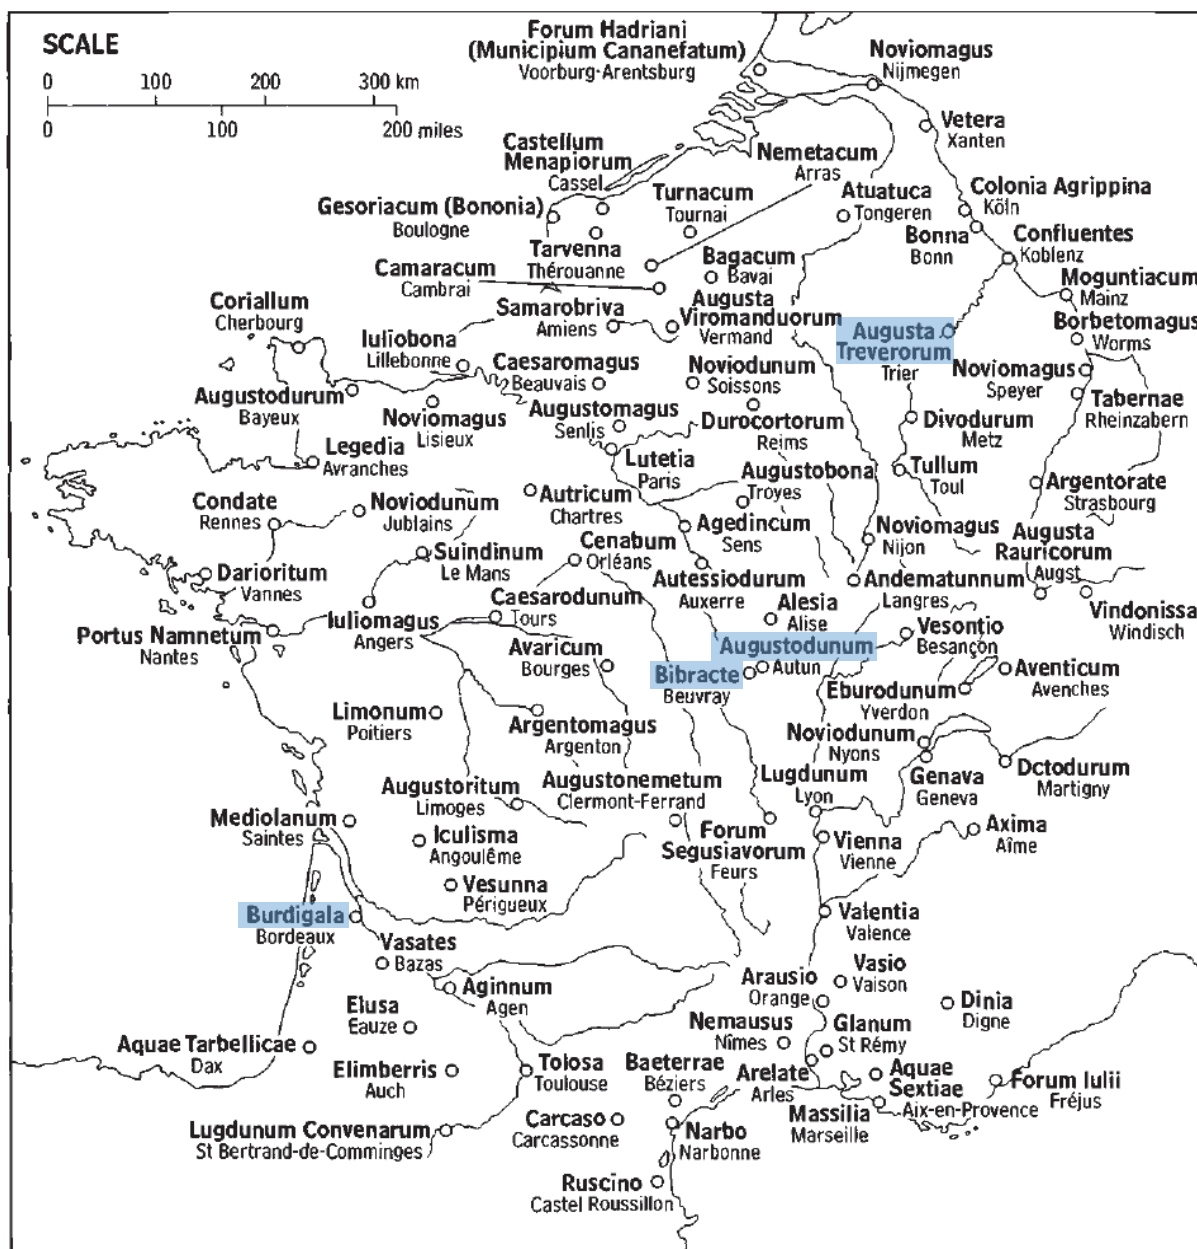 SCALE
0 100 200 300 km
0 100 200 miles
Forum Hadriani
(Municipium Cananefatum)
Voorburg-Arentsburg
Noviomagus
Nijmegen
Vetera
Xanten
Castellum
Menapiorum
Cassel
Nemetacum
Arras
Turnacum
Tournai
Atuatuca
Tongeren
Colonia Agrippina
Köln
Gesoriacum (Bononia)
Boulogne
Bonna
Bonn
Confluentes
Koblenz
Tarvenna
Thérouanne
Bagacum
Bavai
Camaracum
Cambrai
Moguntiacum
Mainz
Coriallum
Cherbourg
Samarobriva
Amiens
Augusta
Viromanduorum
Vermand
Augusta
Treverorum
Trier
Borbetomagus
Worms
Iuliobona
Lillebonne
Caesaromagus
Beauvais
Noviodunum
Soissons
Noviomagus
Speyer
Augustodurum
Bayeux
Noviomagus
Lisieux
Augustomagus
Senlis
Durocortorum
Reims
Divodurum
Metz
Tabernae
Rheinzabern
Legedia
Avranches
Lutetia
Paris
Augustobona
Troyes
Tullum
Toul
Argentorate
Strasbourg
Condate
Rennes
Noviodunum
Jublains
Autricum
Chartres
Agedincum
Sens
Noviomagus
Nijon
Augusta
Rauricorum
Augst
Suindinum
Le Mans
Cenabum
Orléans
Darioritum
Vannes
Autessiodurum
Auxerre
Andematunnum
Langres
Vindonissa
Windisch
Portus Namnetum
Nantes
Iuliomagus
Angers
Caesarodunum
Tours
Alesia
Alise
Vesontio
Besançon
Avaricum
Bourges
Augustodunum
Autun
Bibracte
Beuvray
Aventicum
Avenches
Eburodunum
Yverdon
Limonum
Poitiers
Argentomagus
Argenton
Noviodunum
Nyons
Genava
Geneva
Dctodurum
Martigny
Augustoritum
Limoges
Augustonemetum
Clermont-Ferrand
Lugdunum
Lyon
Mediolanum
Saintes
Iculisma
Angoulême
Forum
Segusiavorum
Feurs
Vienna
Vienne
Axima
Aîme
Vesunna
Périgueux
Burdigala
Bordeaux
Valentia
Valence
Vasates
Bazas
Aginnum
Agen
Arausio
Orange
Vasio
Vaison
Elusa
Eauze
Dinia
Digne
Nemausus
Nîmes
Glanum
St Rémy
Aquae Tarbellicae
Dax
Elimberris
Auch
Tolosa
Toulouse
Baeterrae
Béziers
Arelate
Arles
Aquae
Sextiae
Aix-en-Provence
Forum Iulii
Fréjus
Massilia
Marseille
Carcaso
Carcassonne
Narbo
Narbonne
Lugdunum Convenarum
St Bertrand-de-Comminges
Ruscino
Castel Roussillon